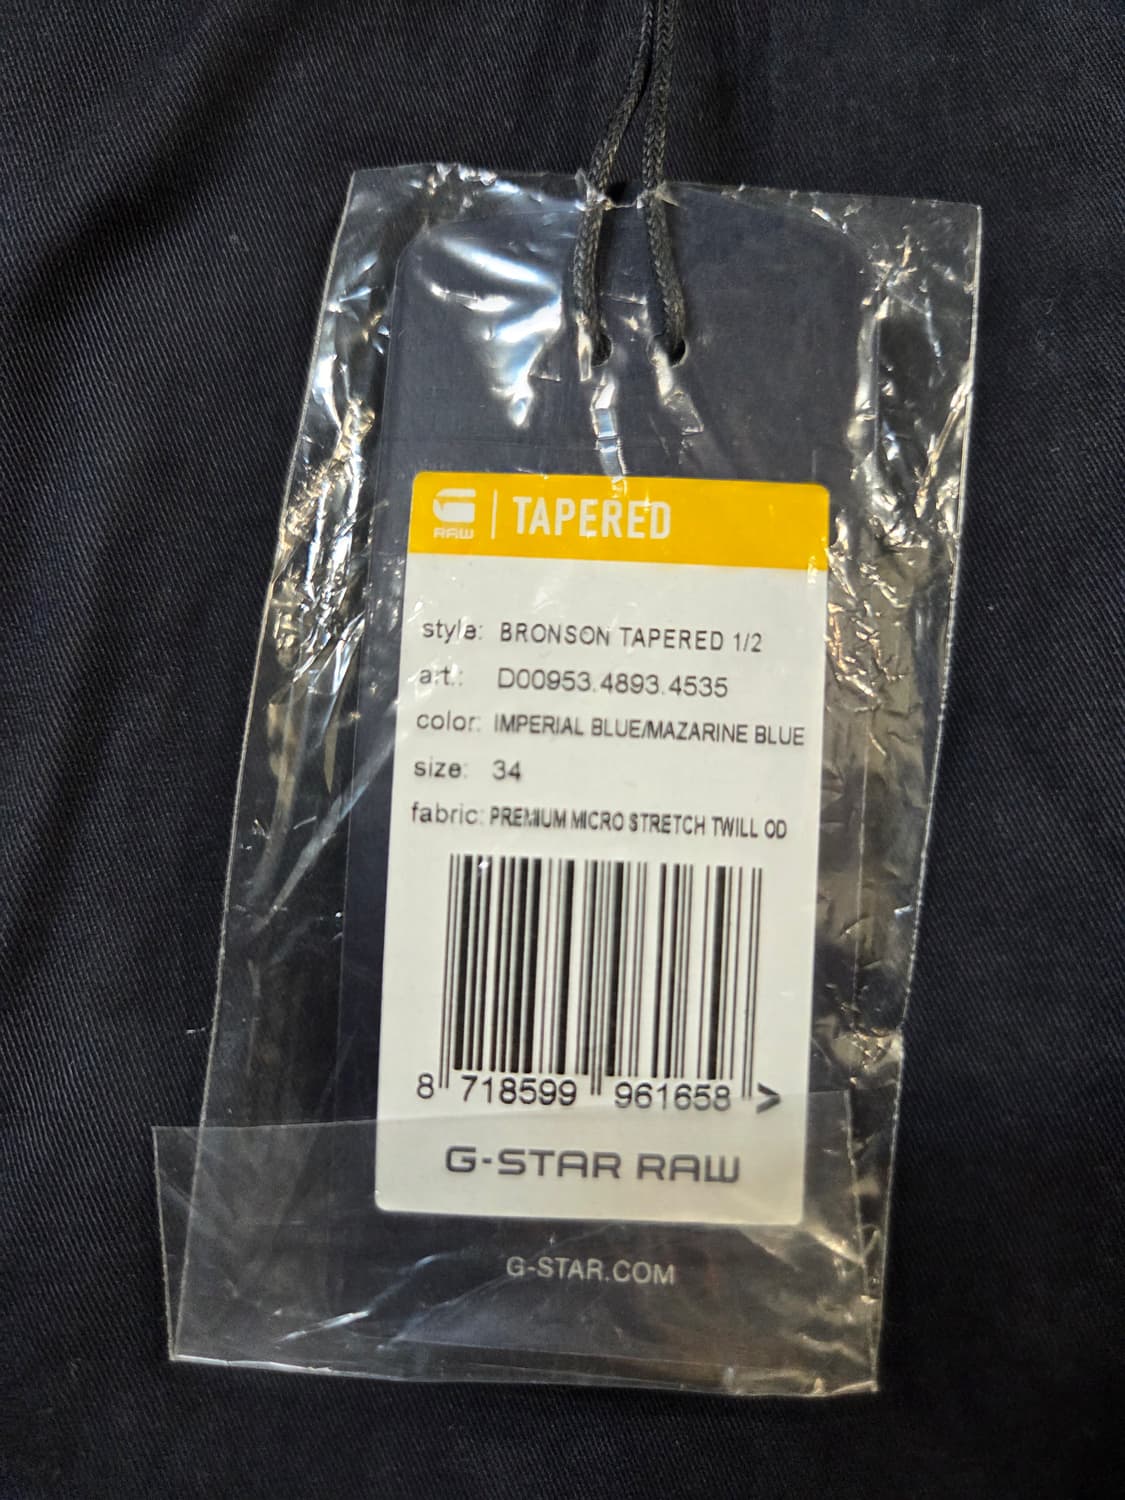 RAW | TAPERED
style: BRONSON TAPERED 1/2
art.: D00953.4893.4535
color: IMPERIAL BLUE/MAZARINE BLUE
size: 34
fabric: PREMIUM MICRO STRETCH TWILL OD
8 718599 961658 >
G-STAR RAW
G-STAR.COM